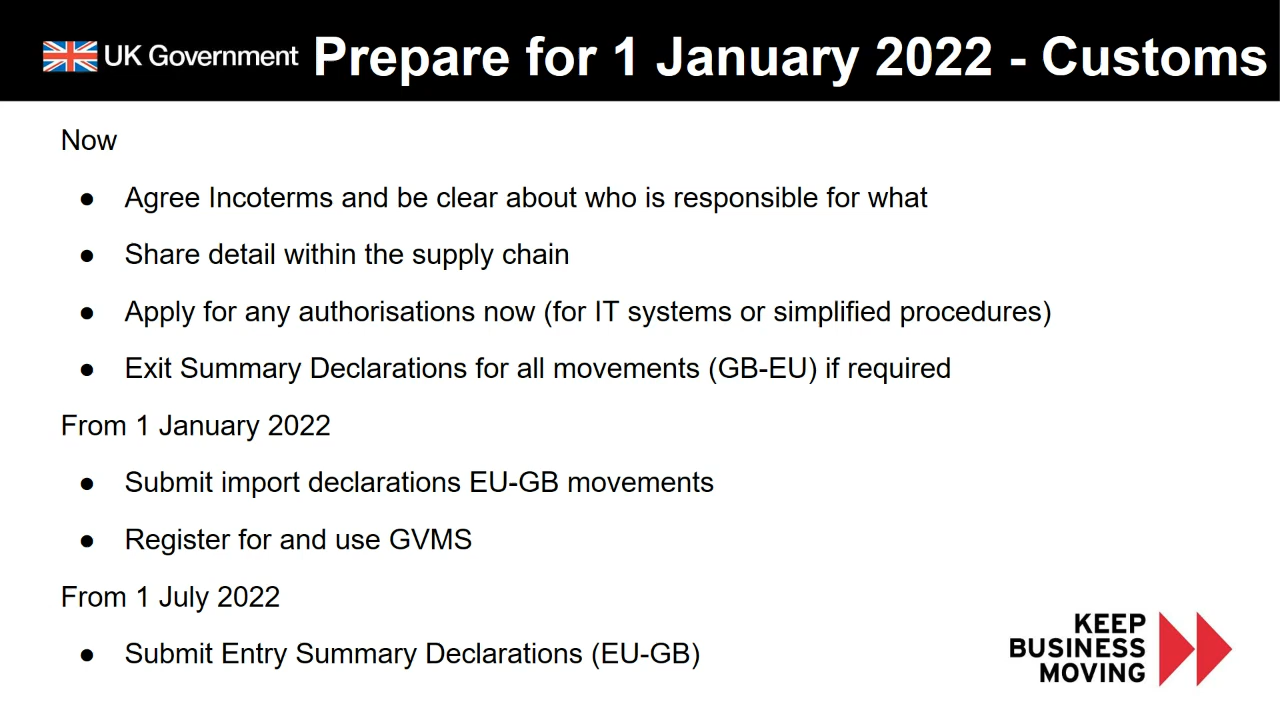 UK Government Prepare for 1 January 2022 - Customs
Now
● Agree Incoterms and be clear about who is responsible for what
● Share detail within the supply chain
● Apply for any authorisations now (for IT systems or simplified procedures)
● Exit Summary Declarations for all movements (GB-EU) if required
From 1 January 2022
● Submit import declarations EU-GB movements
● Register for and use GVMS
From 1 July 2022
● Submit Entry Summary Declarations (EU-GB)
KEEP
BUSINESS
MOVING